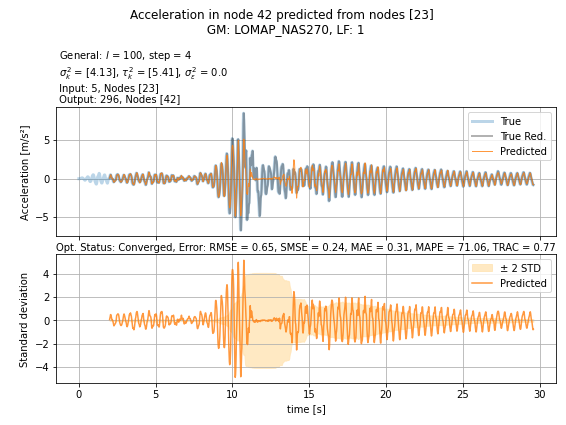 Acceleration in node 42 predicted from nodes [23]
GM: LOMAP_NAS270, LF: 1
General: l = 100, step = 4
σ²ₖ = [4.13], τ²ₖ = [5.41], σ²ε = 0.0
Input: 5, Nodes [23]
Output: 296, Nodes [42]
Acceleration [m/s²]
5
0
−5
True
True Red.
Predicted
Opt. Status: Converged, Error: RMSE = 0.65, SMSE = 0.24, MAE = 0.31, MAPE = 71.06, TRAC = 0.77
Standard deviation
4
2
0
−2
−4
± 2 STD
Predicted
0 5 10 15 20 25 30
time [s]